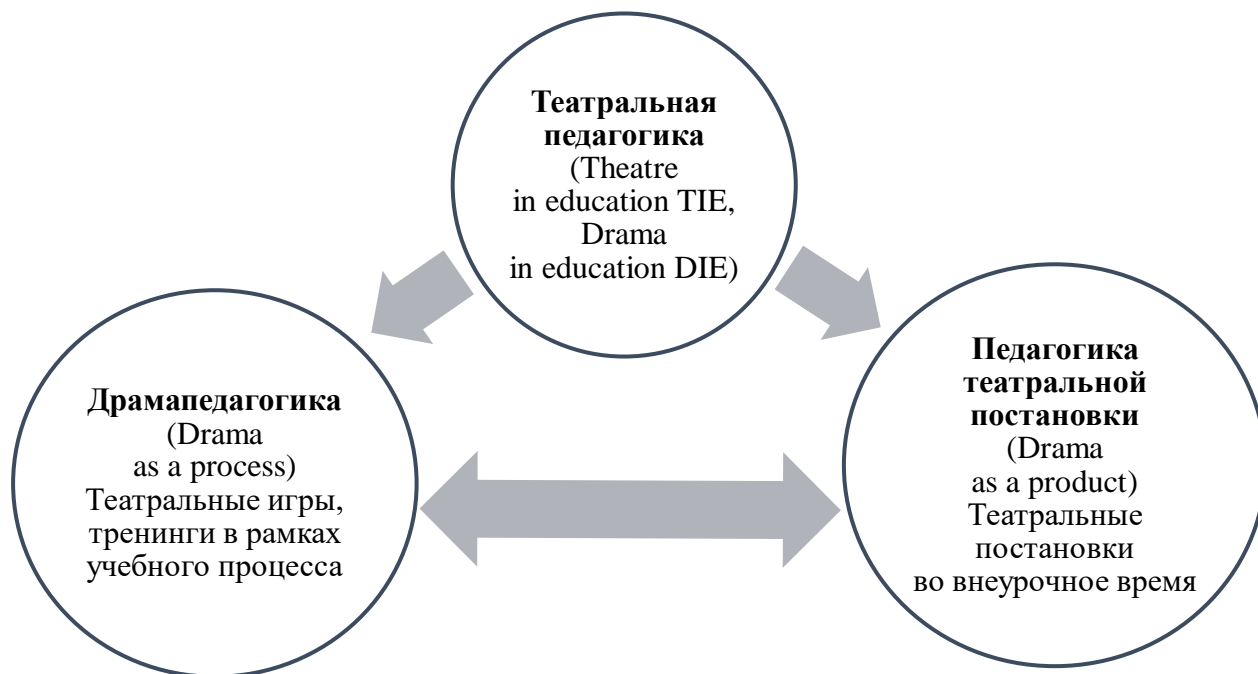 Театральная
педагогика
(Theatre
in education TIE,
Drama
in education DIE)
Драмапедагогика
(Drama
as a process)
Театральные игры,
тренинги в рамках
учебного процесса
Педагогика
театральной
постановки
(Drama
as a product)
Театральные
постановки
во внеурочное время